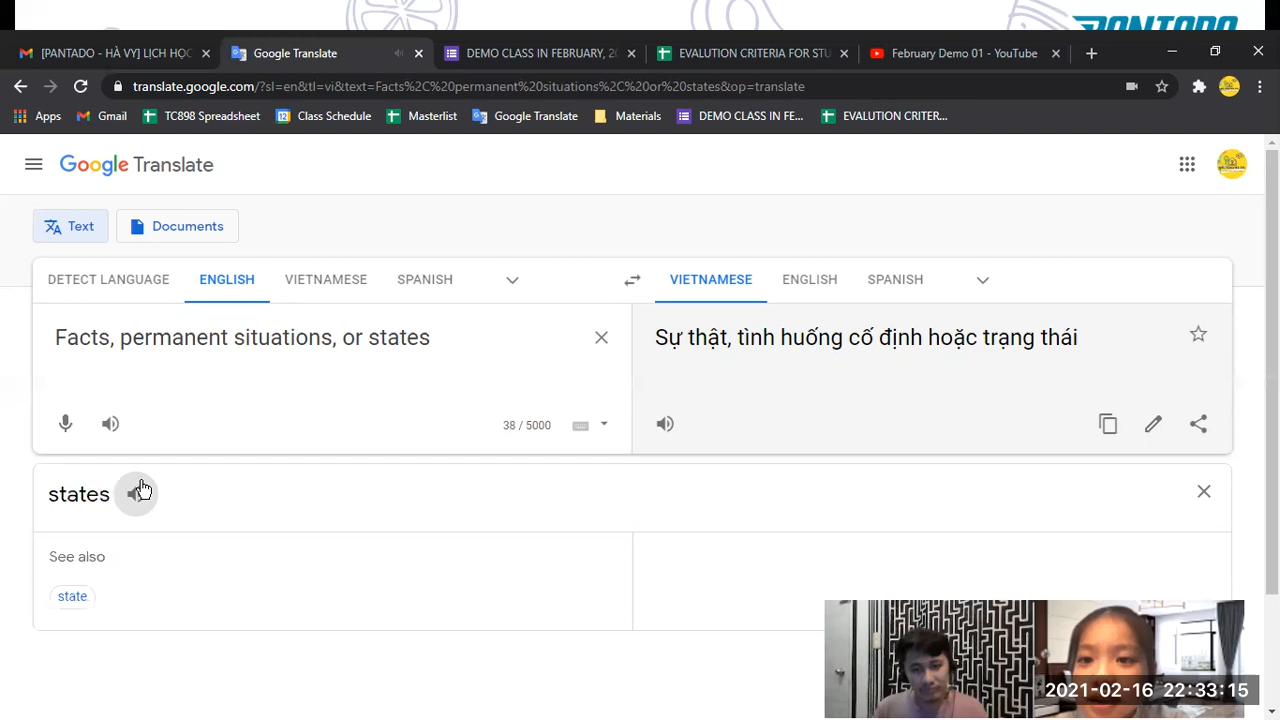 PANTADO
[PANTADO - HÀ VY] LỊCH HỌC
Google Translate
DEMO CLASS IN FEBRUARY, 20
EVALUTION CRITERIA FOR STU
February Demo 01 - YouTube
translate.google.com/?sl=en&tl=vi&text=Facts%2C%20permanent%20situations%2C%20or%20states&op=translate
Apps
Gmail
TC898 Spreadsheet
Class Schedule
Masterlist
Google Translate
Materials
DEMO CLASS IN FE...
EVALUTION CRITER...
Google Translate
Text
Documents
DETECT LANGUAGE
ENGLISH
VIETNAMESE
SPANISH
VIETNAMESE
ENGLISH
SPANISH
Facts, permanent situations, or states
Sự thật, tình huống cố định hoặc trạng thái
38 / 5000
states
See also
state
2021-02-16 22:33:15